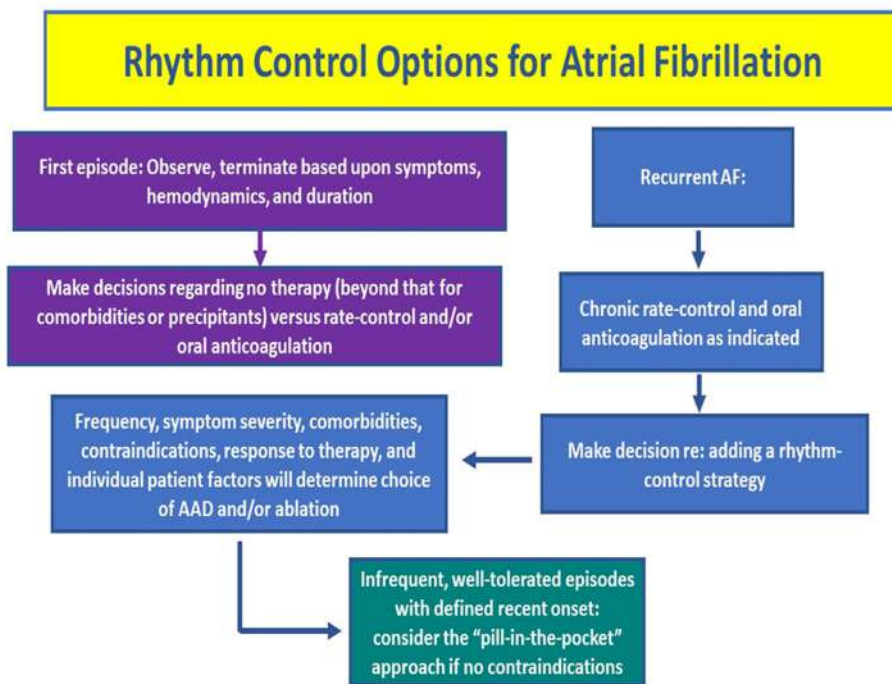 Rhythm Control Options for Atrial Fibrillation
First episode: Observe, terminate based upon symptoms,
hemodynamics, and duration
Make decisions regarding no therapy (beyond that for
comorbidities or precipitants) versus rate-control and/or
oral anticoagulation
Recurrent AF:
Chronic rate-control and oral
anticoagulation as indicated
Make decision re: adding a rhythm-
control strategy
Frequency, symptom severity, comorbidities,
contraindications, response to therapy, and
individual patient factors will determine choice
of AAD and/or ablation
Infrequent, well-tolerated episodes
with defined recent onset:
consider the “pill-in-the-pocket”
approach if no contraindications